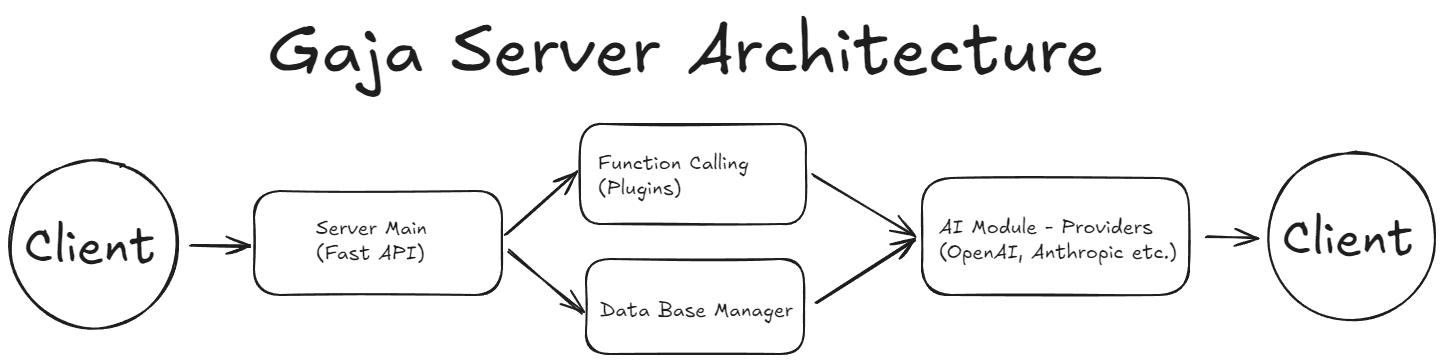 Gaja Server Architecture
Client
Server Main
(Fast API)
Function Calling
(Plugins)
Data Base Manager
AI Module - Providers
(OpenAI, Anthropic etc.)
Client